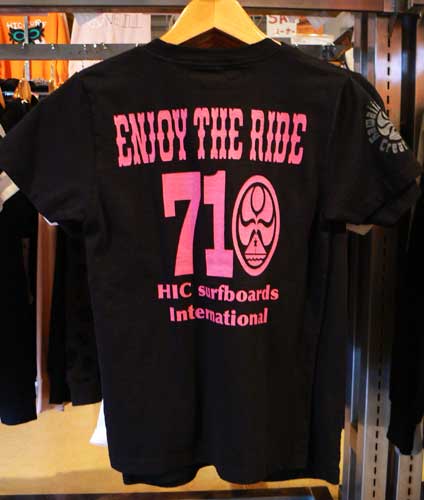 ENJOY THE RIDE
710
HIC surfboards
International